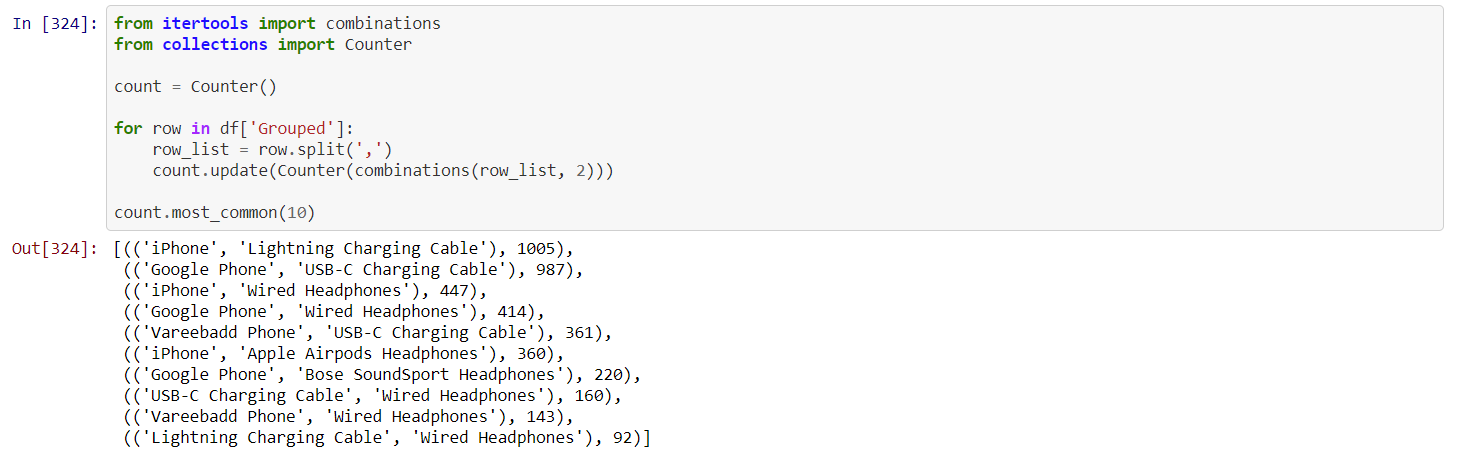 In [324]: from itertools import combinations
from collections import Counter
count = Counter()
for row in df['Grouped']:
    row_list = row.split(',')
    count.update(Counter(combinations(row_list, 2)))
count.most_common(10)
Out[324]: [(('iPhone', 'Lightning Charging Cable'), 1005),
(('Google Phone', 'USB-C Charging Cable'), 987),
(('iPhone', 'Wired Headphones'), 447),
(('Google Phone', 'Wired Headphones'), 414),
(('Vareebadd Phone', 'USB-C Charging Cable'), 361),
(('iPhone', 'Apple Airpods Headphones'), 360),
(('Google Phone', 'Bose SoundSport Headphones'), 220),
(('USB-C Charging Cable', 'Wired Headphones'), 160),
(('Vareebadd Phone', 'Wired Headphones'), 143),
(('Lightning Charging Cable', 'Wired Headphones'), 92)]